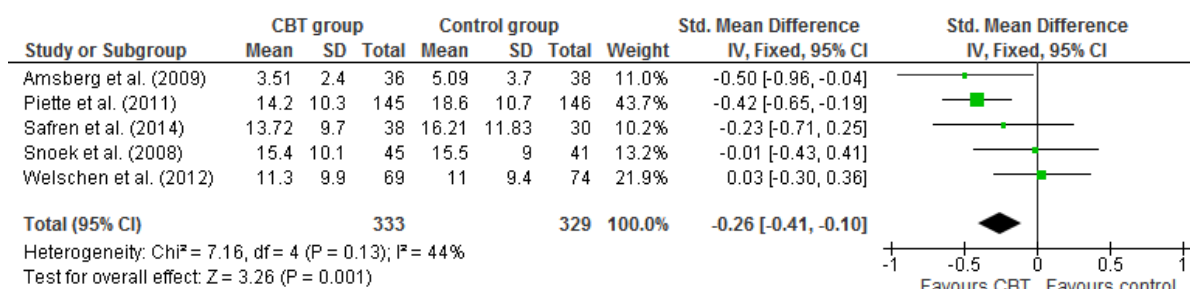 CBT group Control group Std. Mean Difference Std. Mean Difference
Study or Subgroup Mean SD Total Mean SD Total Weight IV, Fixed, 95% CI IV, Fixed, 95% CI
Amsberg et al. (2009) 3.51 2.4 36 5.09 3.7 38 11.0% -0.50 [-0.96, -0.04]
Piette et al. (2011) 14.2 10.3 145 18.6 10.7 146 43.7% -0.42 [-0.65, -0.19]
Safren et al. (2014) 13.72 9.7 38 16.21 11.83 30 10.2% -0.23 [-0.71, 0.25]
Snoek et al. (2008) 15.4 10.1 45 15.5 9 41 13.2% -0.01 [-0.43, 0.41]
Welschen et al. (2012) 11.3 9.9 69 11 9.4 74 21.9% 0.03 [-0.30, 0.36]
Total (95% CI) 333 329 100.0% -0.26 [-0.41, -0.10]
Heterogeneity: Chi² = 7.16, df = 4 (P = 0.13); I² = 44%
Test for overall effect: Z = 3.26 (P = 0.001)
-1 -0.5 0 0.5 1
Favours CBT Favours control